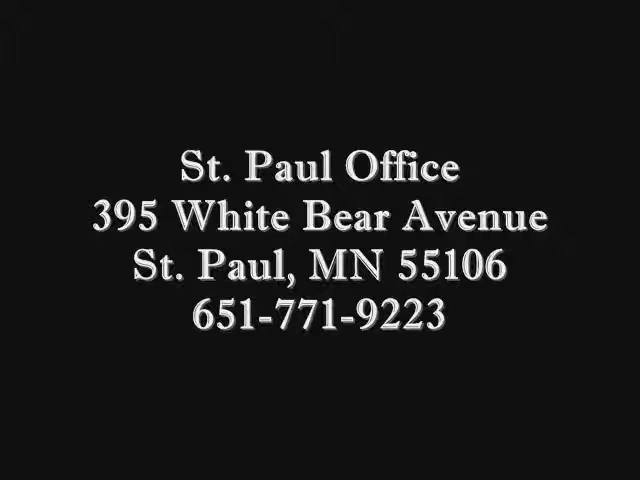 St. Paul Office
395 White Bear Avenue
St. Paul, MN 55106
651-771-9223